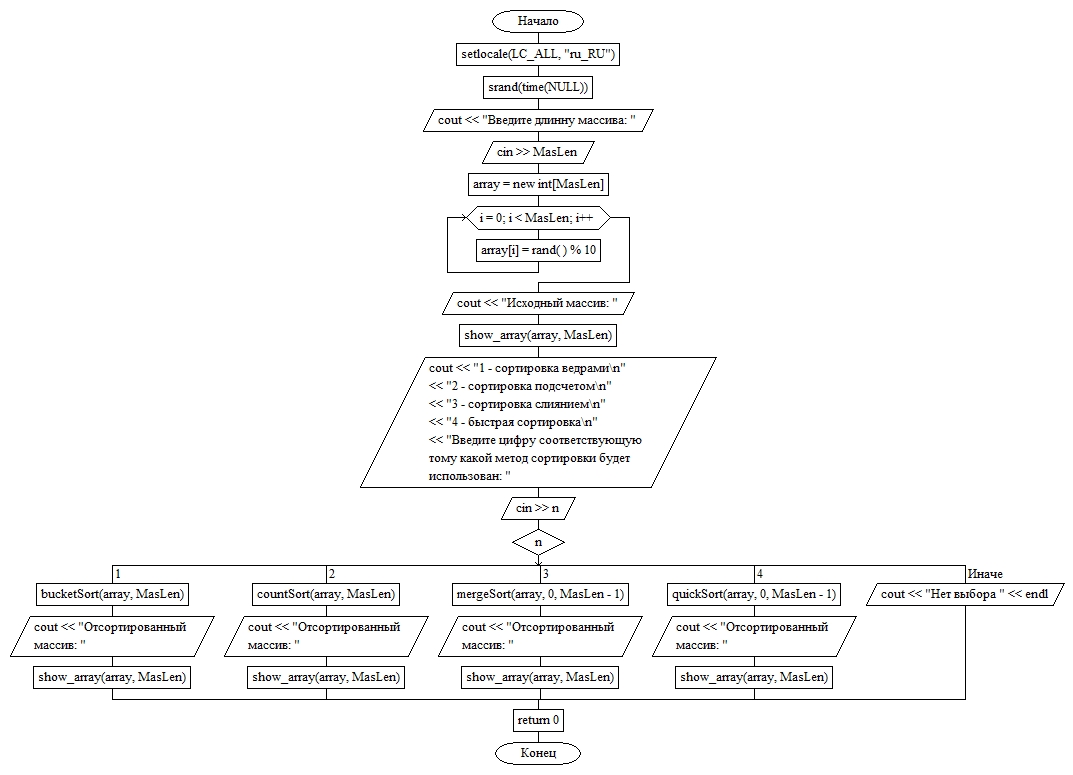 Начало
setlocale(LC_ALL, "ru_RU")
srand(time(NULL))
cout << "Введите длинну массива: "
cin >> MasLen
array = new int[MasLen]
i = 0; i < MasLen; i++
array[i] = rand( ) % 10
cout << "Исходный массив: "
show_array(array, MasLen)
cout << "1 - сортировка ведрами\n"
<< "2 - сортировка подсчетом\n"
<< "3 - сортировка слиянием\n"
<< "4 - быстрая сортировка\n"
<< "Введите цифру соответствующую
тому какой метод сортировки будет
использован: "
cin >> n
n
1
bucketSort(array, MasLen)
cout << "Отсортированный
массив: "
show_array(array, MasLen)
2
countSort(array, MasLen)
cout << "Отсортированный
массив: "
show_array(array, MasLen)
3
mergeSort(array, 0, MasLen - 1)
cout << "Отсортированный
массив: "
show_array(array, MasLen)
4
quickSort(array, 0, MasLen - 1)
cout << "Отсортированный
массив: "
show_array(array, MasLen)
Иначе
cout << "Нет выбора " << endl
return 0
Конец